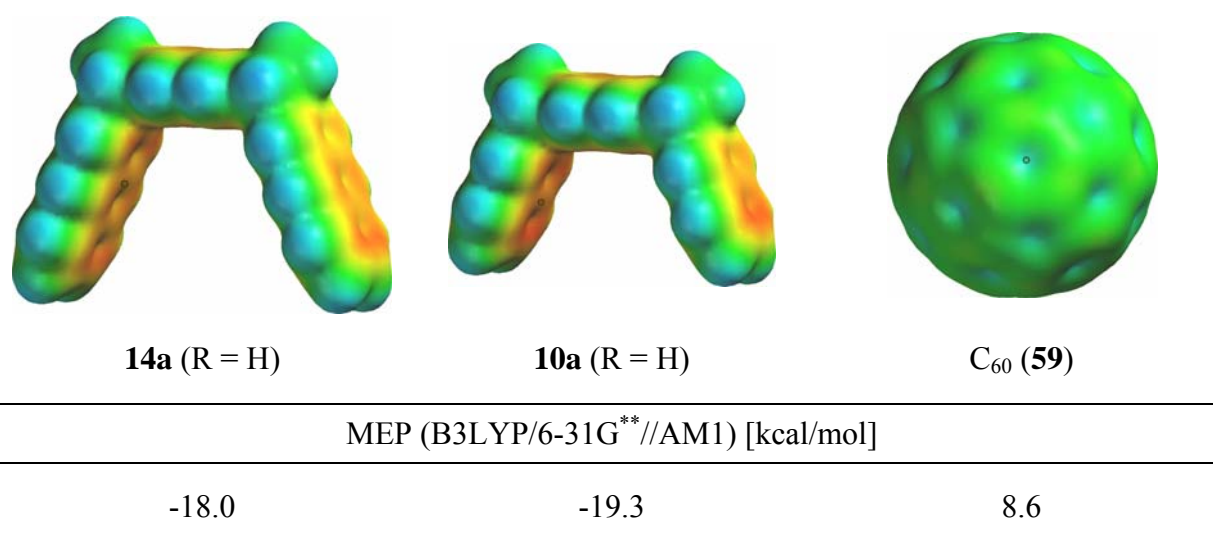 14a (R = H) 10a (R = H) C₆₀ (59)
MEP (B3LYP/6-31G**//AM1) [kcal/mol]
-18.0 -19.3 8.6